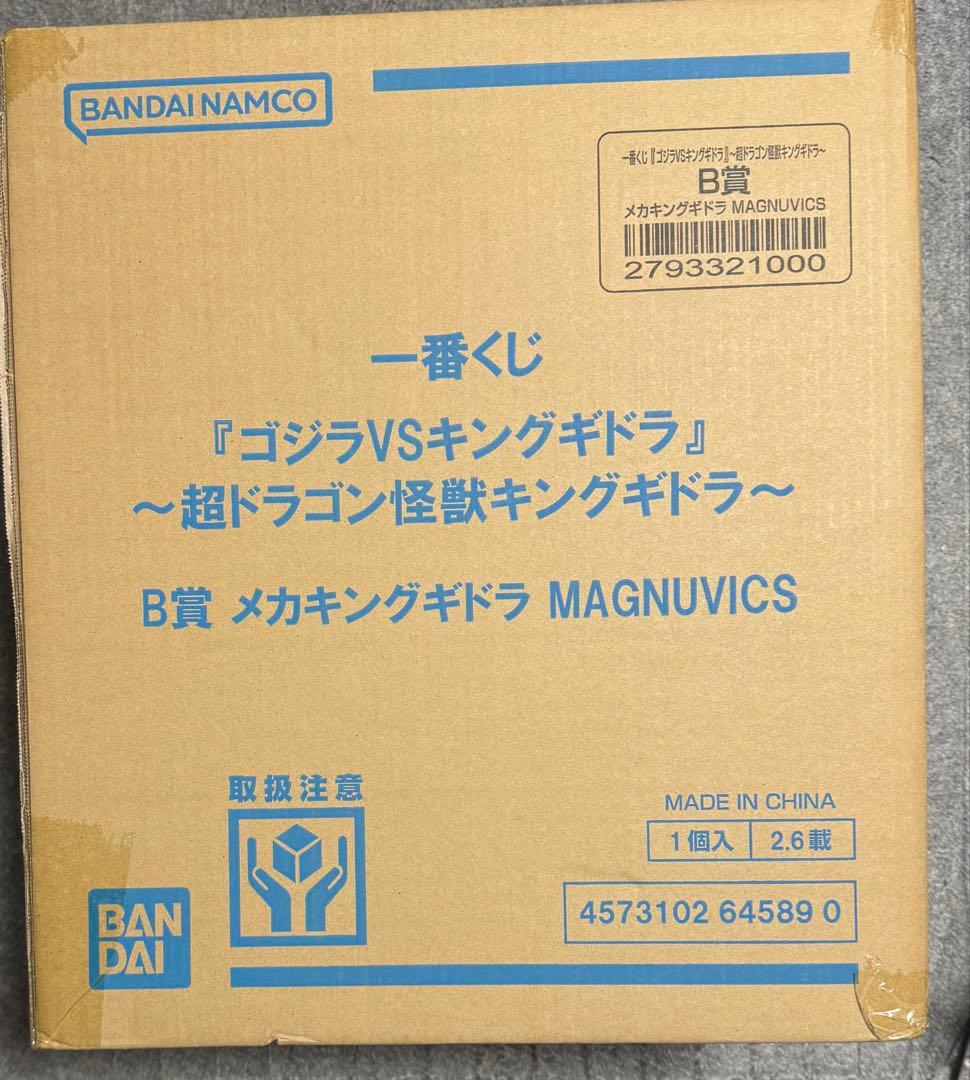 BANDAI NAMCO
一番くじ『ゴジラVSキングギドラ』~超ドラゴン怪獣キングギドラ~
B賞
メカキングギドラ MAGNUVICS
2793321000
一番くじ
『ゴジラVSキングギドラ』
~超ドラゴン怪獣キングギドラ~
B賞 メカキングギドラ MAGNUVICS
取扱注意
MADE IN CHINA
1個入 2.6載
4573102 64589 0
BAN
DAI